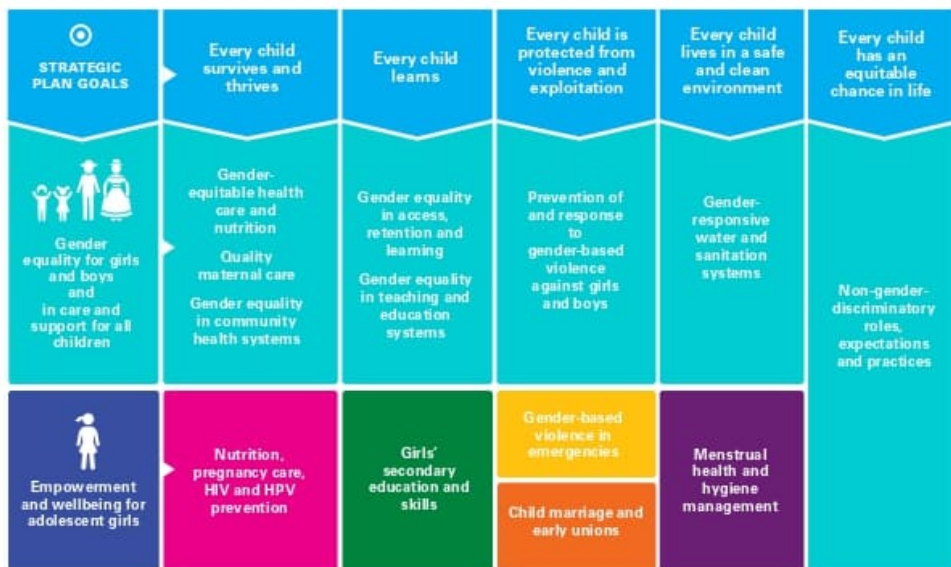 STRATEGIC
PLAN GOALS
Every child
survives and
thrives
Every child
learns
Every child is
protected from
violence and
exploitation
Every child
lives in a safe
and clean
environment
Every child
has an
equitable
chance in life
Gender
equality for girls
and boys
and
in care and
support for all
children
Gender-
equitable health
care and
nutrition
Quality
maternal care
Gender equality
in community
health systems
Gender equality
in access,
retention and
learning
Gender equality
in teaching and
education
systems
Prevention of
and response
to
gender-based
violence
against girls
and boys
Gender-
responsive
water and
sanitation
systems
Non-gender-
discriminatory
roles,
expectations
and practices
Empowerment
and wellbeing for
adolescent girls
Nutrition,
pregnancy care,
HIV and HPV
prevention
Girls'
secondary
education and
skills
Gender-based
violence in
emergencies
Child marriage and
early unions
Menstrual
health and
hygiene
management